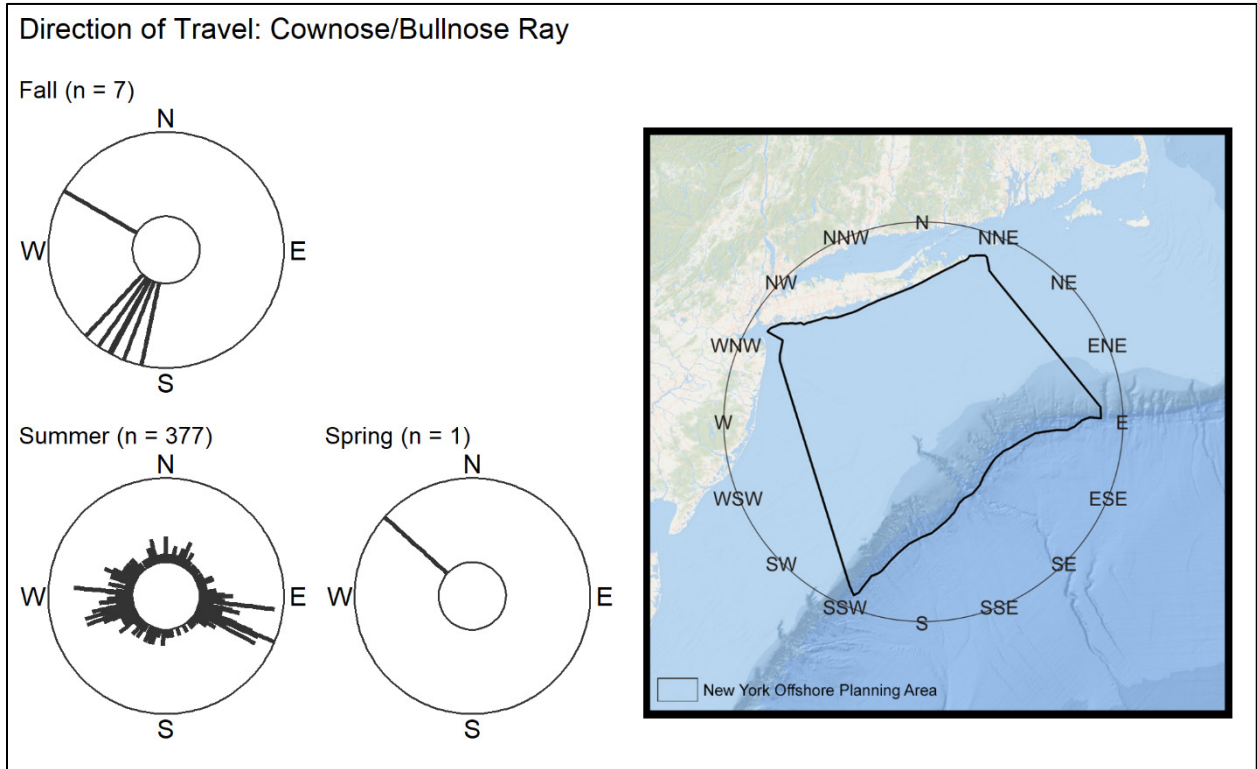 Direction of Travel: Cownose/Bullnose Ray
Fall (n = 7)
N
W
E
S
Summer (n = 377)
N
W
E
S
Spring (n = 1)
N
W
E
S
N
NNW
NNE
NW
NE
WNW
ENE
W
E
WSW
ESE
SW
SE
SSW
SSE
S
New York Offshore Planning Area